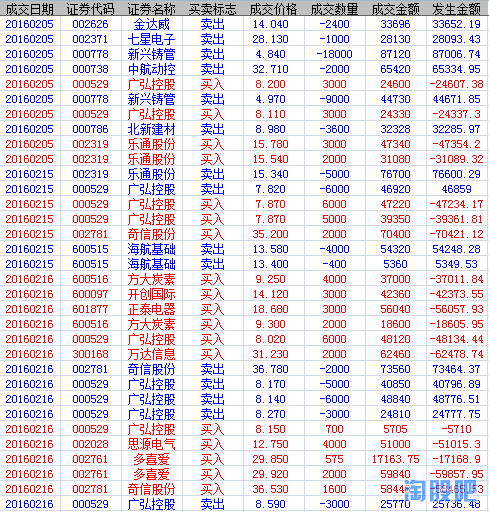 成交日期 证券代码 证券名称 买卖标志 成交价格 成交数量 成交金额 发生金额
20160205 002626 金达威 卖出 14.040 -2400 33696 33652.19
20160205 002371 七星电子 卖出 28.130 -1000 28130 28093.43
20160205 000778 新兴铸管 卖出 4.840 -18000 87120 87006.74
20160205 000738 中航动控 卖出 32.710 -2000 65420 65334.95
20160205 000529 广弘控股 买入 8.200 3000 24600 -24607.38
20160205 000778 新兴铸管 卖出 4.970 -9000 44730 44671.85
20160205 000529 广弘控股 买入 8.110 3000 24330 -24337.3
20160205 000786 北新建材 卖出 8.980 -3600 32328 32285.97
20160205 002319 乐通股份 买入 15.780 3000 47340 -47354.2
20160205 002319 乐通股份 买入 15.540 2000 31080 -31089.32
20160215 002319 乐通股份 卖出 15.340 -5000 76700 76600.29
20160215 000529 广弘控股 卖出 7.820 -6000 46920 46859
20160215 000529 广弘控股 买入 7.870 6000 47220 -47234.17
20160215 000529 广弘控股 买入 7.870 5000 39350 -39361.81
20160215 002781 奇信股份 买入 35.200 2000 70400 -70421.12
20160215 600515 海航基础 卖出 13.580 -4000 54320 54248.28
20160215 600515 海航基础 卖出 13.400 -400 5360 5349.53
20160216 600516 方大炭素 买入 9.250 4000 37000 -37011.84
20160216 600097 开创国际 买入 14.120 3000 42360 -42373.55
20160216 601877 正泰电器 买入 18.680 3000 56040 -56057.93
20160216 600516 方大炭素 买入 9.300 2000 18600 -18605.95
20160216 000529 广弘控股 买入 8.020 6000 48120 -48134.44
20160216 300168 万达信息 买入 31.230 2000 62460 -62478.74
20160216 002781 奇信股份 卖出 36.780 -2000 73560 73464.37
20160216 000529 广弘控股 卖出 8.170 -5000 40850 40796.89
20160216 000529 广弘控股 卖出 8.140 -6000 48840 48776.51
20160216 000529 广弘控股 卖出 8.270 -3000 24810 24777.75
20160216 000529 广弘控股 买入 8.150 700 5705 -5710
20160216 002028 思源电气 买入 12.750 4000 51000 -51015.3
20160216 002761 多喜爱 买入 29.850 575 17163.75 -17168.9
20160216 002761 多喜爱 买入 29.920 2000 59840 -59857.95
20160216 002781 奇信股份 买入 36.530 1600 58448
20160216 000529 广弘控股 卖出 8.590 -3000 25770 25736.48
淘股吧